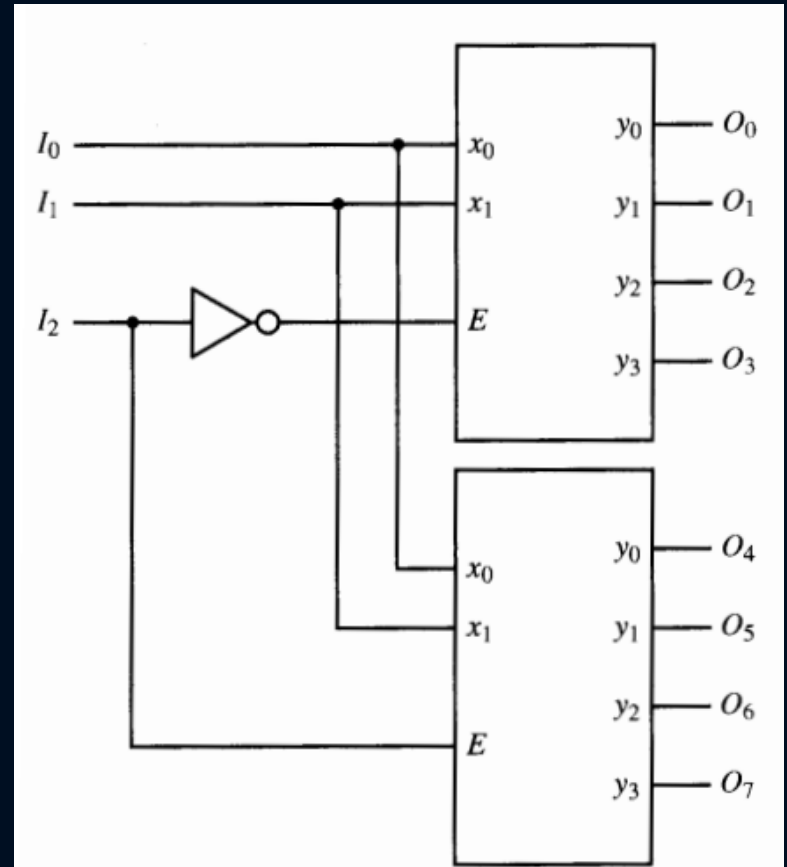 I₀
I₁
I₂
x₀
x₁
E
y₀
y₁
y₂
y₃
O₀
O₁
O₂
O₃
x₀
x₁
E
y₀
y₁
y₂
y₃
O₄
O₅
O₆
O₇